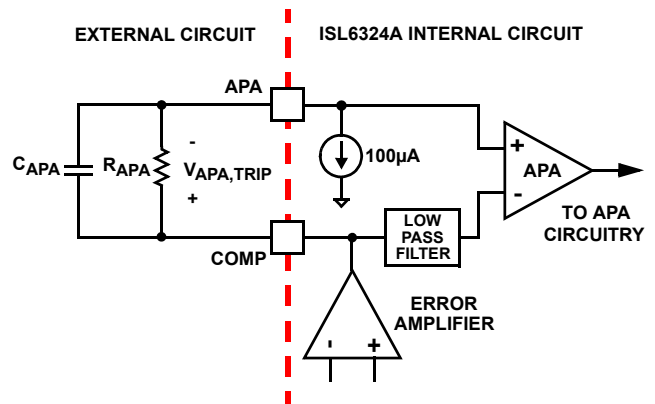 EXTERNAL CIRCUIT
ISL6324A INTERNAL CIRCUIT
APA
CAPA
RAPA
-
VAPA,TRIP
+
100µA
+
APA
-
TO APA
CIRCUITRY
LOW
PASS
FILTER
COMP
ERROR
AMPLIFIER
- +